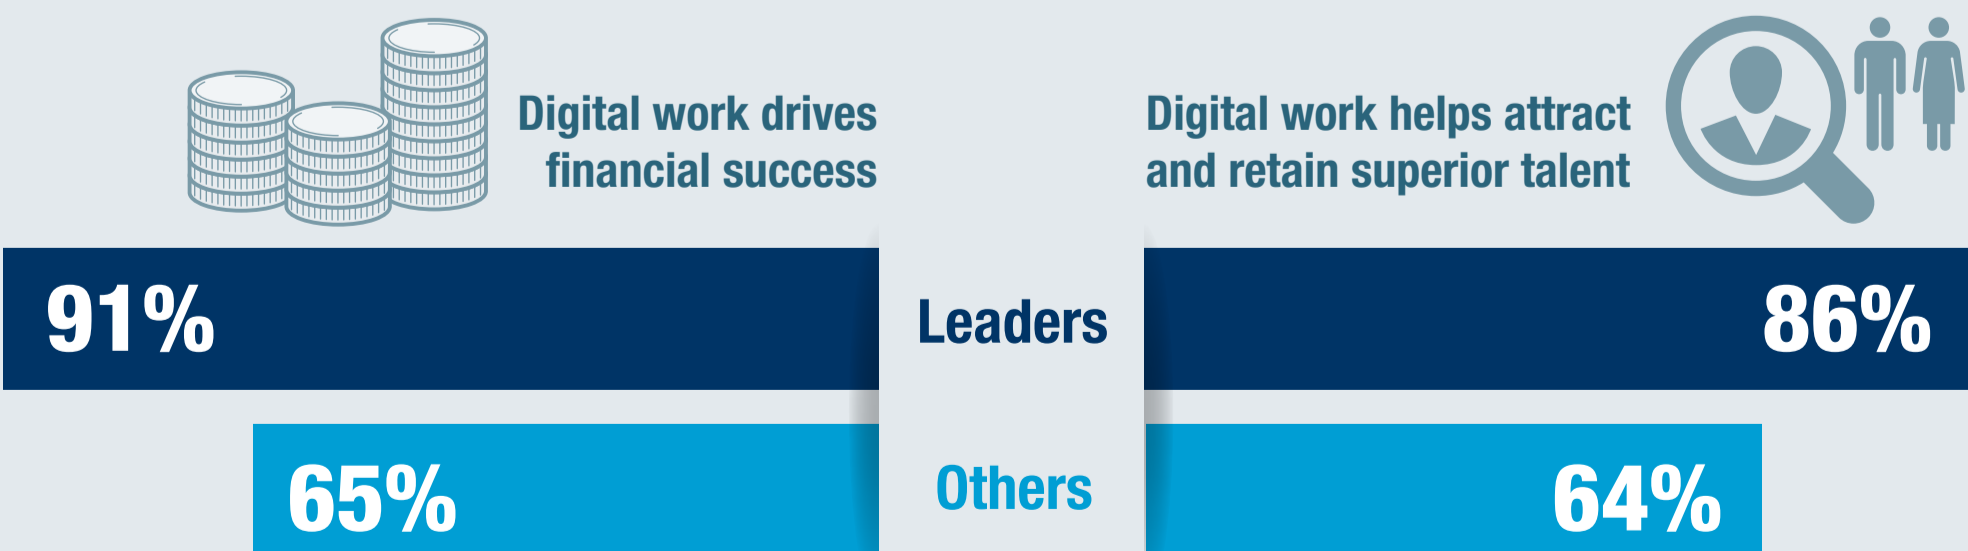 Digital work drives
financial success
Digital work helps attract
and retain superior talent
91%
Leaders
86%
65%
Others
64%